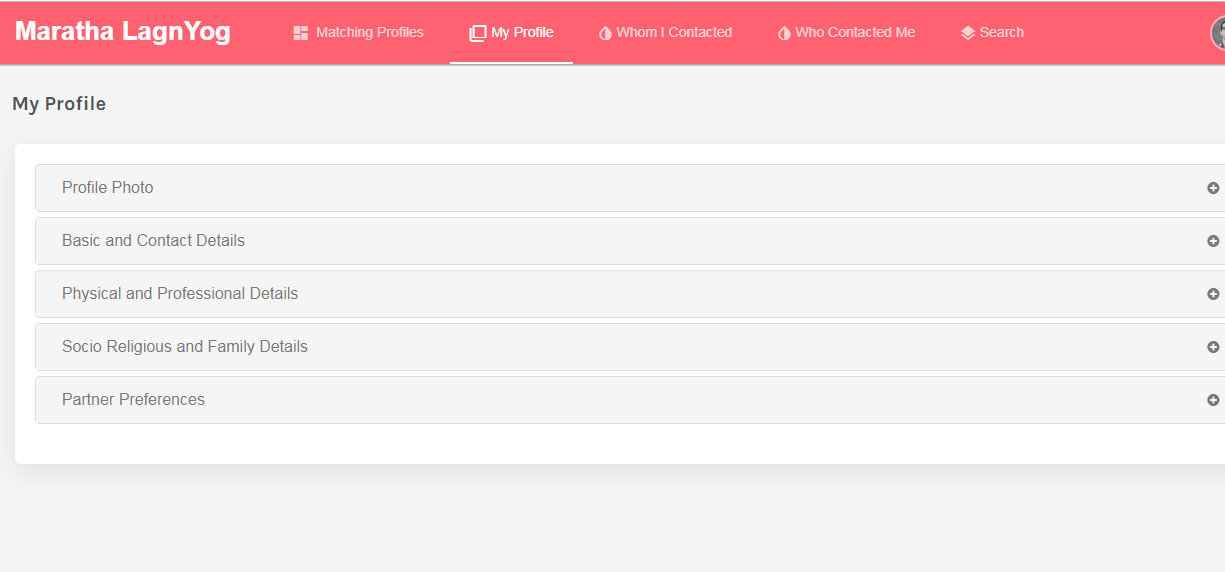 Maratha LagnYog
Matching Profiles
My Profile
Whom I Contacted
Who Contacted Me
Search
My Profile
Profile Photo
Basic and Contact Details
Physical and Professional Details
Socio Religious and Family Details
Partner Preferences